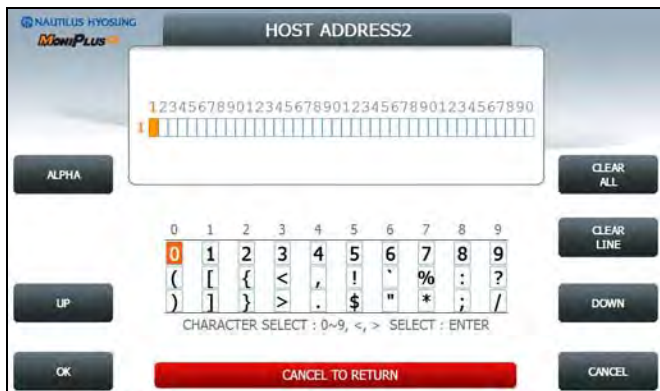 NAUTILUS HYOSUNG
MoniPlus
HOST ADDRESS2
1234567890123456789012345678901234567890
1
ALPHA
CLEAR
ALL
0 1 2 3 4 5 6 7 8 9
CLEAR
LINE
0 1 2 3 4 5 6 7 8 9
( [ { < , ! ` % : ?
) ] } > . $ " * ; /
UP
DOWN
CHARACTER SELECT : 0~9, <, > SELECT : ENTER
OK
CANCEL TO RETURN
CANCEL